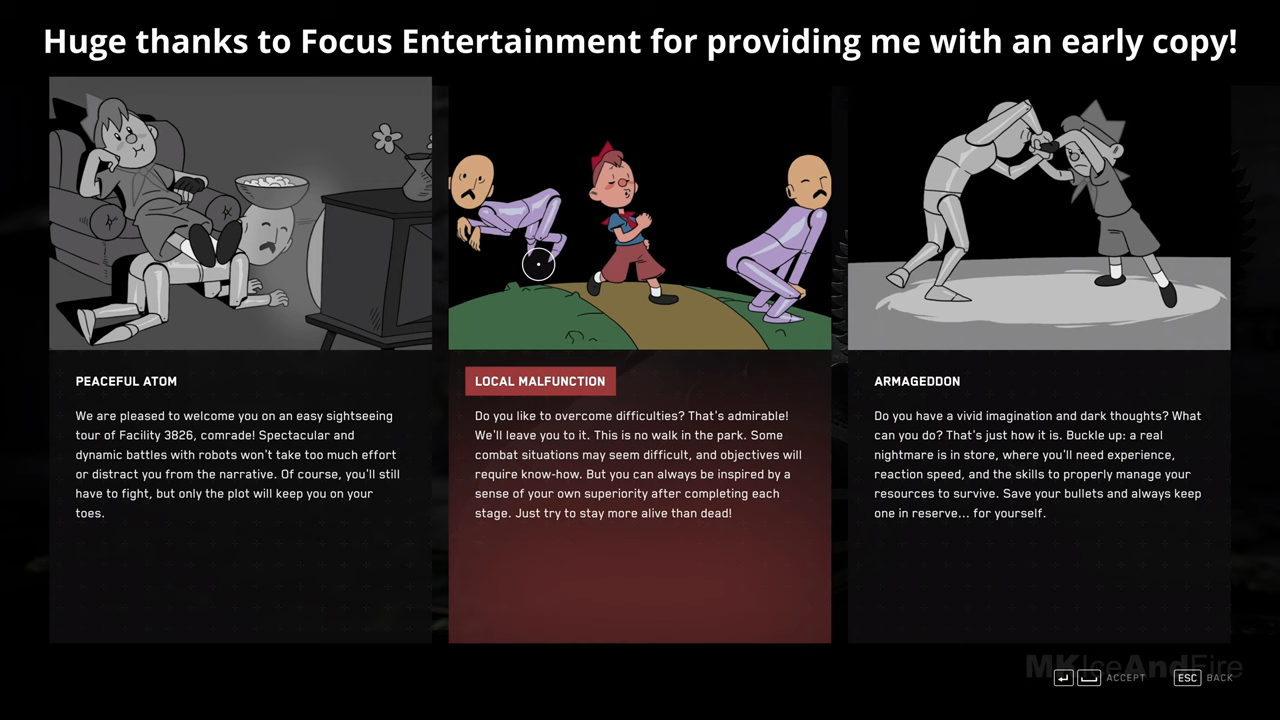 Huge thanks to Focus Entertainment for providing me with an early copy!
PEACEFUL ATOM
We are pleased to welcome you on an easy sightseeing
tour of Facility 3826, comrade! Spectacular and
dynamic battles with robots won't take too much effort
or distract you from the narrative. Of course, you'll still
have to fight, but only the plot will keep you on your
toes.
LOCAL MALFUNCTION
Do you like to overcome difficulties? That's admirable!
We'll leave you to it. This is no walk in the park. Some
combat situations may seem difficult, and objectives will
require know-how. But you can always be inspired by a
sense of your own superiority after completing each
stage. Just try to stay more alive than dead!
ARMAGEDDON
Do you have a vivid imagination and dark thoughts? What
can you do? That's just how it is. Buckle up: a real
nightmare is in store, where you'll need experience,
reaction speed, and the skills to properly manage your
resources to survive. Save your bullets and always keep
one in reserve... for yourself.
MKIceAndFire
ACCEPT
ESC BACK